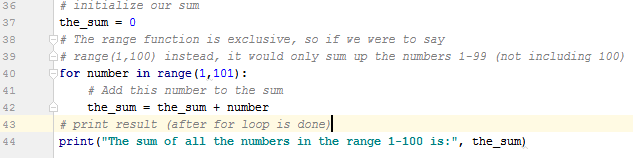 36 # initialize our sum
37 the_sum = 0
38 # The range function is exclusive, so if we were to say
39 # range(1,100) instead, it would only sum up the numbers 1-99 (not including 100)
40 for number in range(1,101):
41     # Add this number to the sum
42     the_sum = the_sum + number
43 # print result (after for loop is done)
44 print("The sum of all the numbers in the range 1-100 is:", the_sum)